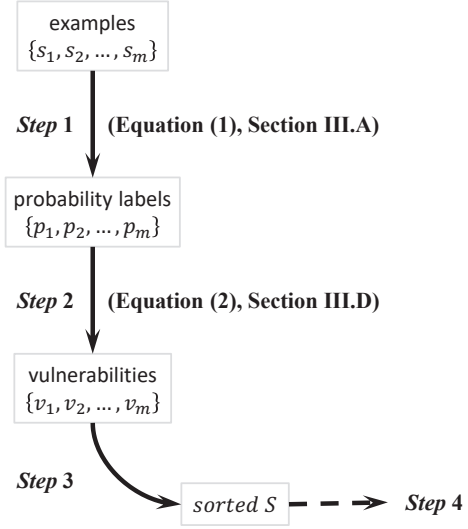 examples
{s₁, s₂, …, sₘ}
Step 1 (Equation (1), Section III.A)
probability labels
{p₁, p₂, …, pₘ}
Step 2 (Equation (2), Section III.D)
vulnerabilities
{v₁, v₂, …, vₘ}
Step 3
sorted S
Step 4